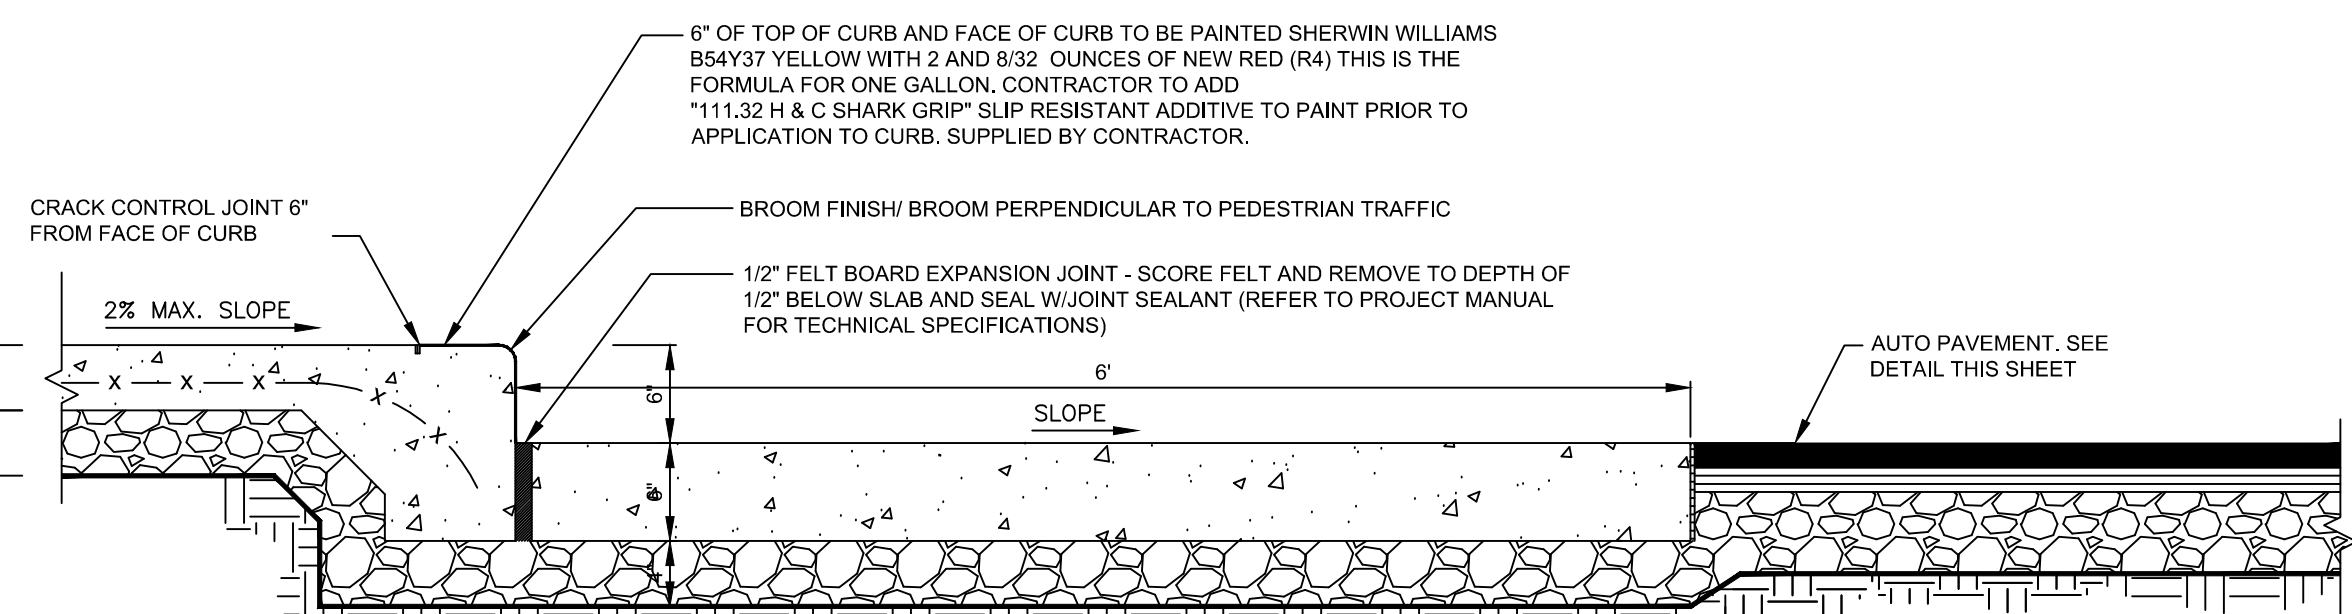 6" OF TOP OF CURB AND FACE OF CURB TO BE PAINTED SHERWIN WILLIAMS
B54Y37 YELLOW WITH 2 AND 8/32 OUNCES OF NEW RED (R4) THIS IS THE
FORMULA FOR ONE GALLON. CONTRACTOR TO ADD
"111.32 H & C SHARK GRIP" SLIP RESISTANT ADDITIVE TO PAINT PRIOR TO
APPLICATION TO CURB. SUPPLIED BY CONTRACTOR.
CRACK CONTROL JOINT 6"
FROM FACE OF CURB
BROOM FINISH/ BROOM PERPENDICULAR TO PEDESTRIAN TRAFFIC
1/2" FELT BOARD EXPANSION JOINT - SCORE FELT AND REMOVE TO DEPTH OF
1/2" BELOW SLAB AND SEAL W/JOINT SEALANT (REFER TO PROJECT MANUAL
FOR TECHNICAL SPECIFICATIONS)
2% MAX. SLOPE
AUTO PAVEMENT. SEE
DETAIL THIS SHEET
6'
6"
SLOPE
X X X
X
X
6"
4"